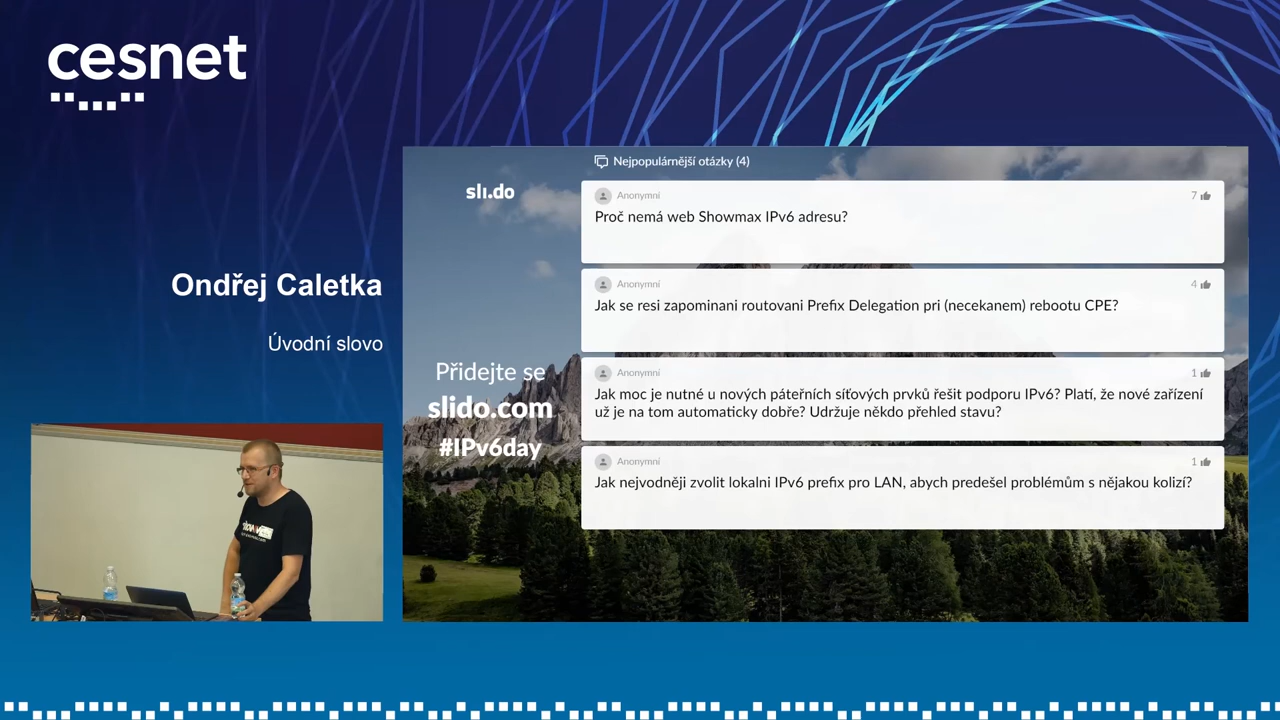 cesnet
Ondřej Caletka
Úvodní slovo
sli.do
Přidejte se
slido.com
#IPv6day
Nejpopulárnější otázky (4)
Anonymní
7
Proč nemá web Showmax IPv6 adresu?
Anonymní
4
Jak se resi zapominani routovani Prefix Delegation pri (necekanem) rebootu CPE?
Anonymní
1
Jak moc je nutné u nových páteřních síťových prvků řešit podporu IPv6? Platí, že nové zařízení
už je na tom automaticky dobře? Udržuje někdo přehled stavu?
Anonymní
1
Jak nejvodněji zvolit lokalni IPv6 prefix pro LAN, abych predešel problémům s nějakou kolizí?